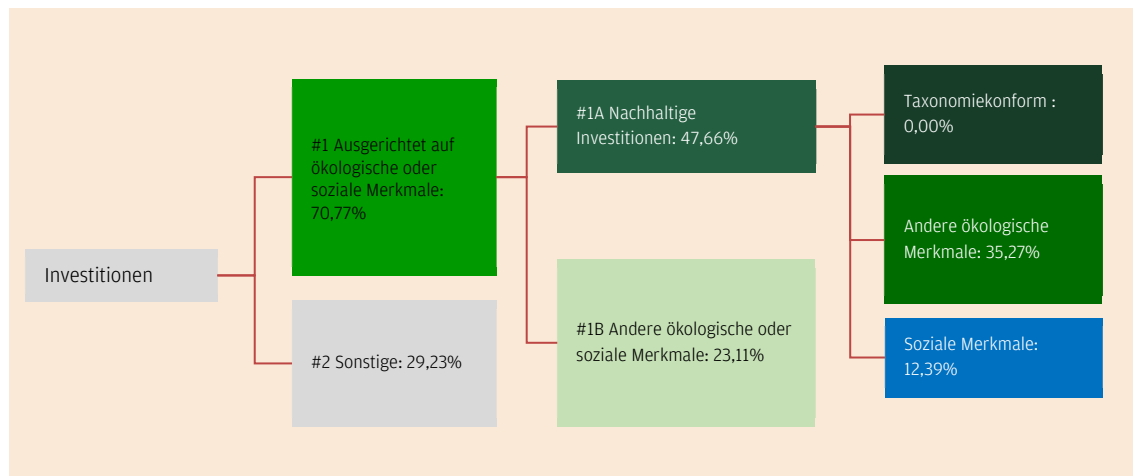 Investitionen
#1 Ausgerichtet auf
ökologische oder
soziale Merkmale:
70,77%
#2 Sonstige: 29,23%
#1A Nachhaltige
Investitionen: 47,66%
#1B Andere ökologische oder
soziale Merkmale: 23,11%
Taxonomiekonform :
0,00%
Andere ökologische
Merkmale: 35,27%
Soziale Merkmale:
12,39%